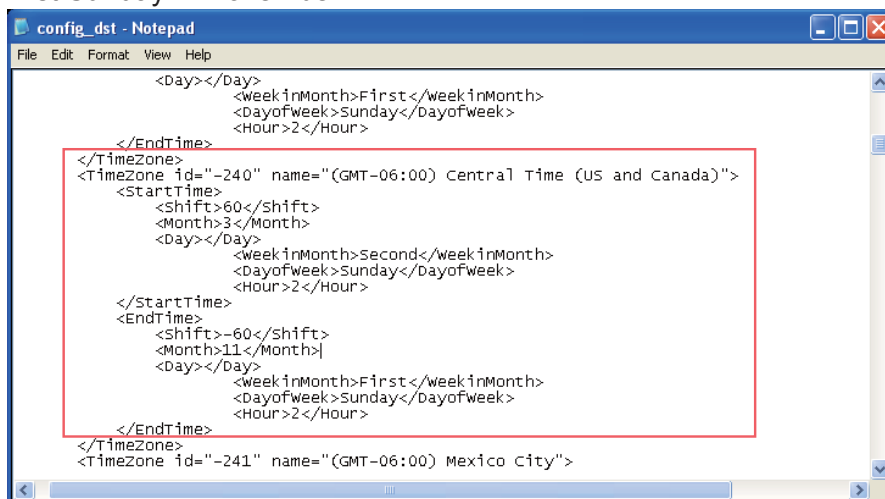 config_dst - Notepad
File Edit Format View Help
<Day></Day>
<WeekinMonth>First</WeekinMonth>
<DayofWeek>Sunday</DayofWeek>
<Hour>2</Hour>
</EndTime>
</TimeZone>
<TimeZone id="-240" name="(GMT-06:00) Central Time (US and Canada)">
<StartTime>
<Shift>60</Shift>
<Month>3</Month>
<Day></Day>
<WeekinMonth>Second</WeekinMonth>
<DayofWeek>Sunday</DayofWeek>
<Hour>2</Hour>
</StartTime>
<EndTime>
<Shift>-60</Shift>
<Month>11</Month>
<Day></Day>
<WeekinMonth>First</WeekinMonth>
<DayofWeek>Sunday</DayofWeek>
<Hour>2</Hour>
</EndTime>
</TimeZone>
<TimeZone id="-241" name="(GMT-06:00) Mexico City">